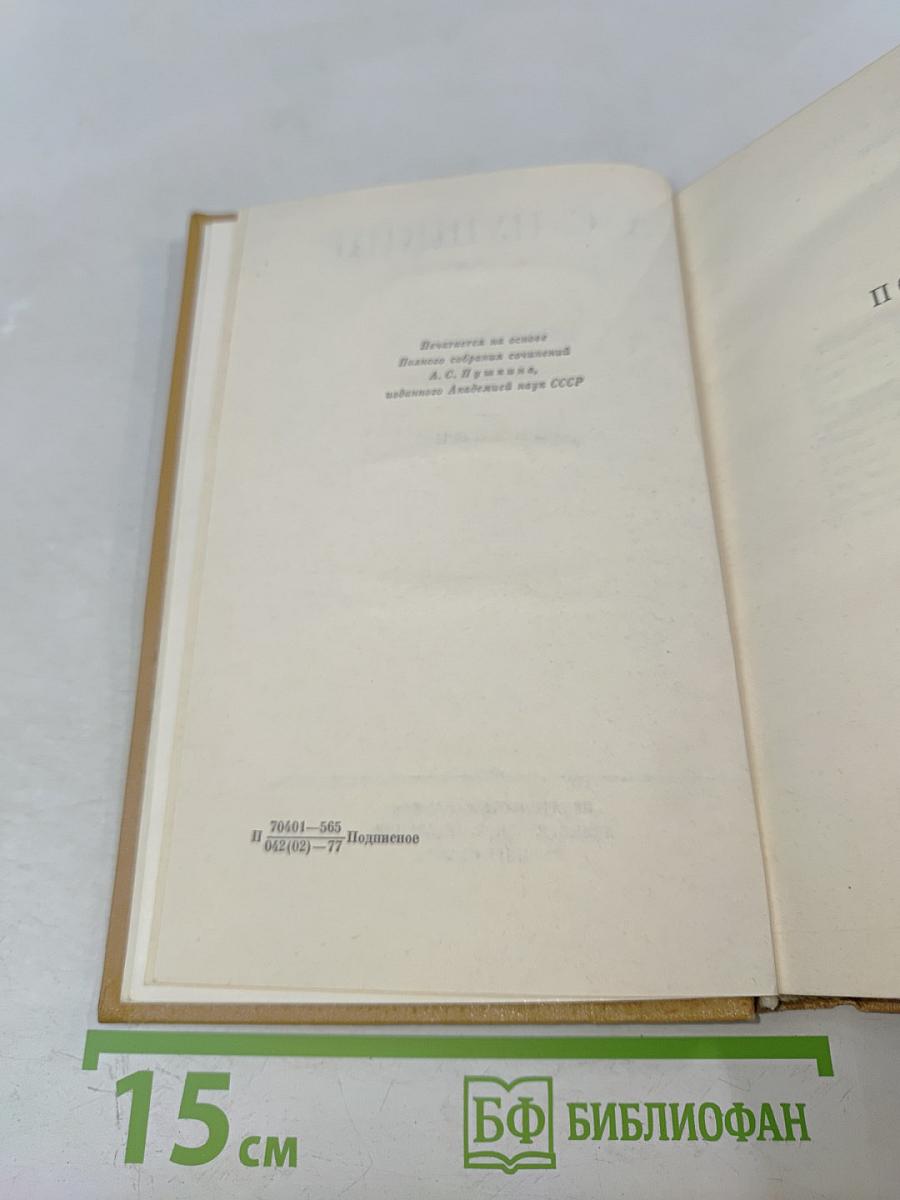 Печатается на основе
Полного собрания сочинений
А. С. Пушкина,
изданного Академией наук СССР
П 70401—565
042(02)—77 Подписное
15 см
БФ БИБЛИОФАН